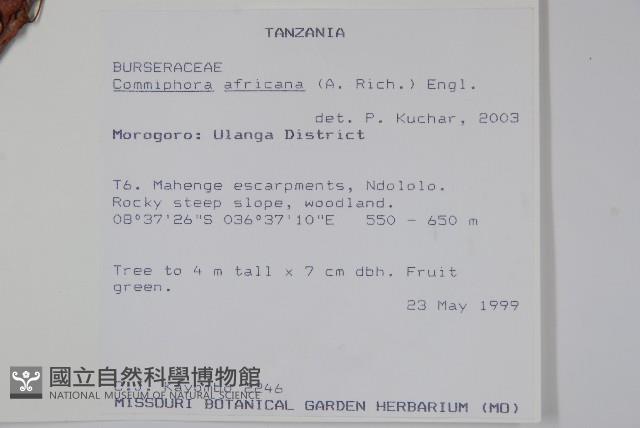 TANZANIA
BURSERACEAE
Commiphora africana (A. Rich.) Engl.
det. P. Kuchar, 2003
Morogoro: Ulanga District
T6. Mahenge escarpments, Ndololo.
Rocky steep slope, woodland.
08°37'26"S 036°37'10"E 550 - 650 m
Tree to 4 m tall x 7 cm dbh. Fruit
green.
23 May 1999
2246
國立自然科學博物館
NATIONAL MUSEUM OF NATURAL SCIENCE
MISSOURI BOTANICAL GARDEN HERBARIUM (MO)